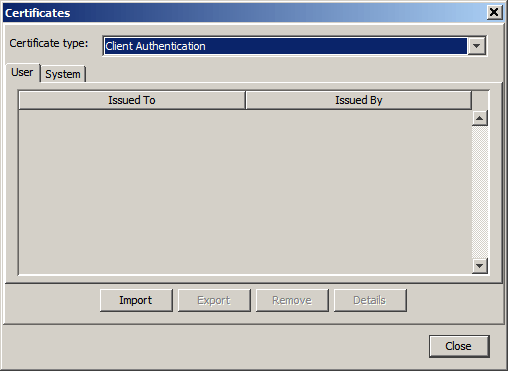 Certificates
Certificate type: Client Authentication
User System
Issued To Issued By
Import Export Remove Details
Close